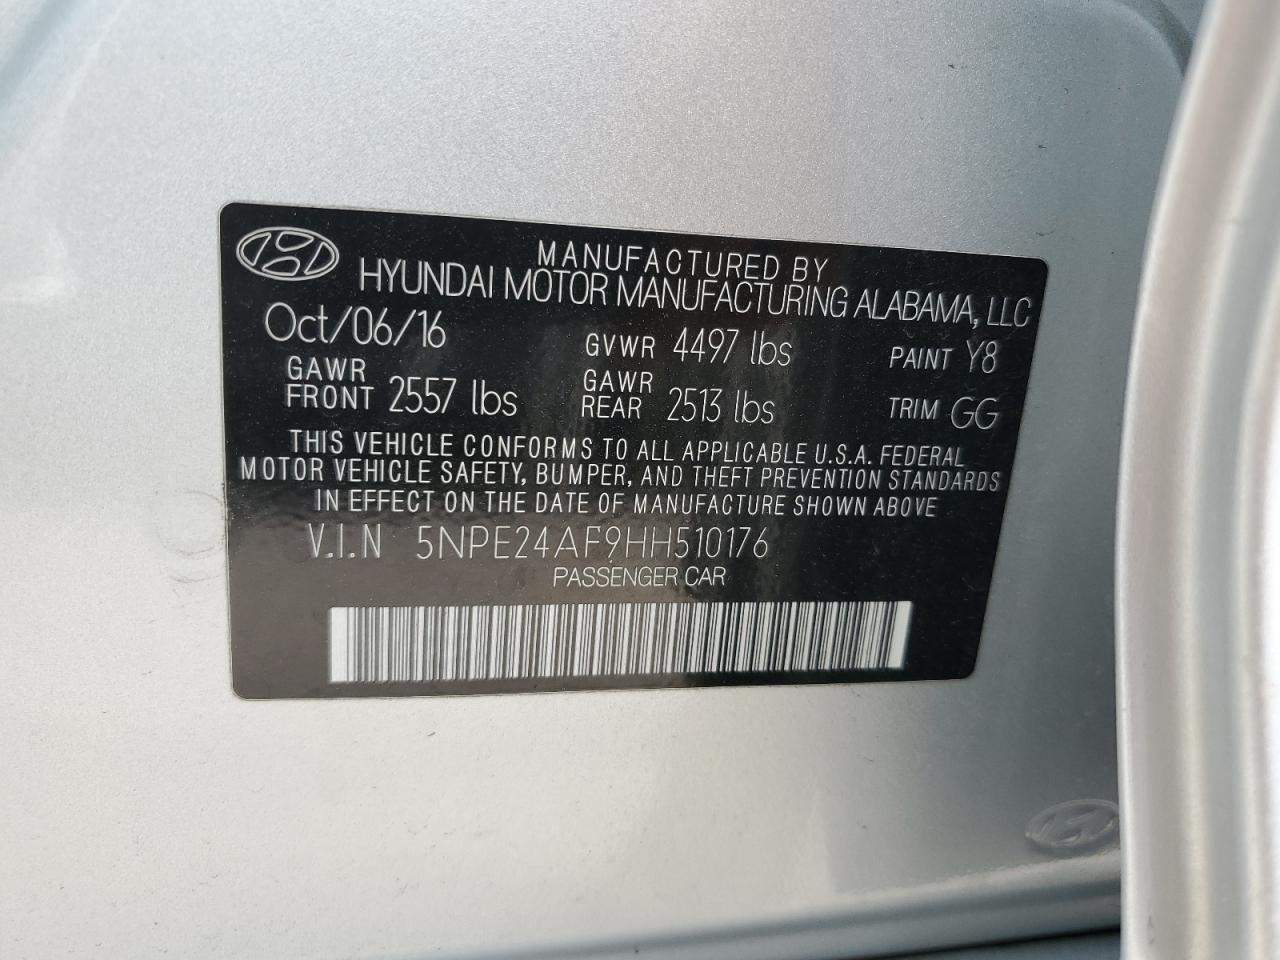 MANUFACTURED BY
HYUNDAI MOTOR MANUFACTURING ALABAMA, LLC
Oct/06/16 GVWR 4497 lbs PAINT Y8
GAWR FRONT 2557 lbs GAWR REAR 2513 lbs TRIM GG
THIS VEHICLE CONFORMS TO ALL APPLICABLE U.S.A. FEDERAL
MOTOR VEHICLE SAFETY, BUMPER, AND THEFT PREVENTION STANDARDS
IN EFFECT ON THE DATE OF MANUFACTURE SHOWN ABOVE
V.I.N 5NPE24AF9HH510176
PASSENGER CAR